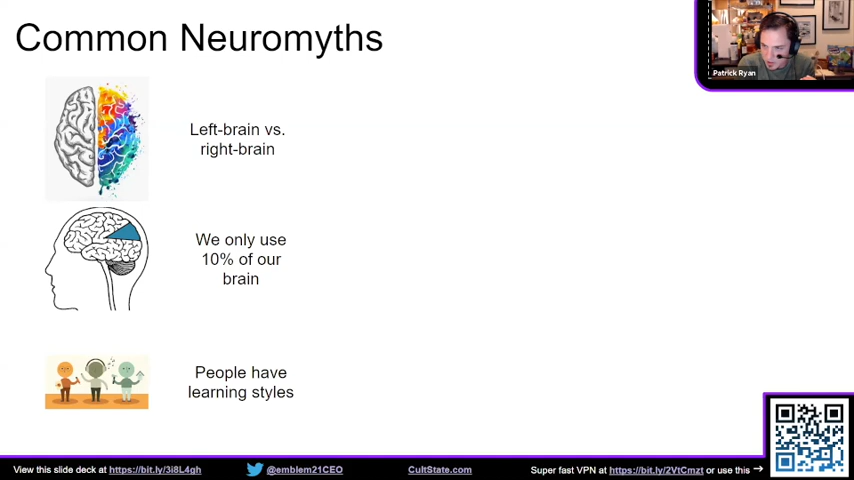 Common Neuromyths
Patrick Ryan
Left-brain vs.
right-brain
We only use
10% of our
brain
People have
learning styles
View this slide deck at https://bit.ly/3i8L4gh
@emblem21CEO
CultState.com
Super fast VPN at https://bit.ly/2VtCmzt or use this →